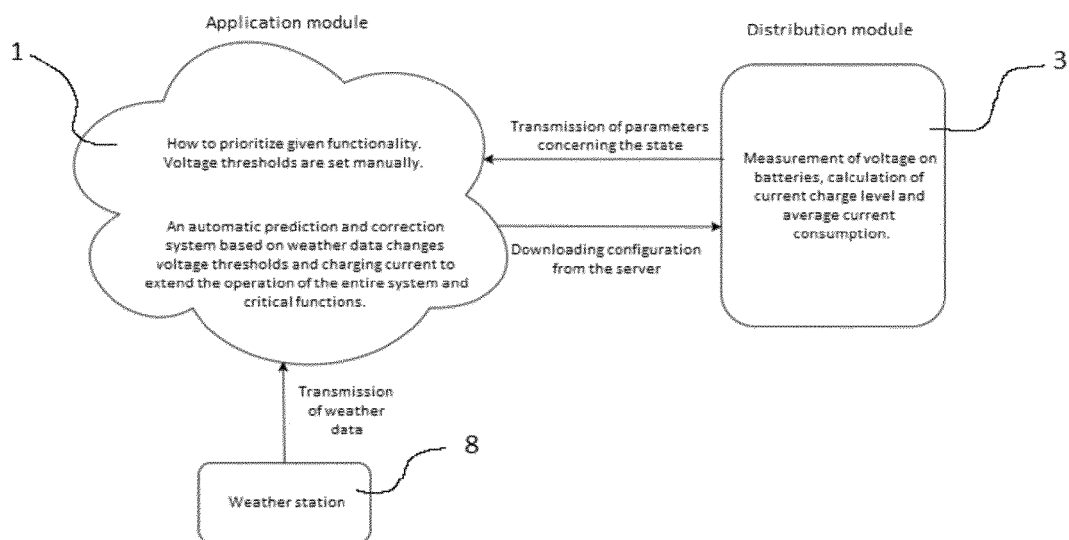 Application module
Distribution module
1
3
How to prioritize given functionality.
Voltage thresholds are set manually.
An automatic prediction and correction
system based on weather data changes
voltage thresholds and charging current to
extend the operation of the entire system and
critical functions.
Transmission of parameters
concerning the state
Downloading configuration
from the server
Measurement of voltage on
batteries, calculation of
current charge level and
average current
consumption.
Transmission
of weather
data
8
Weather station